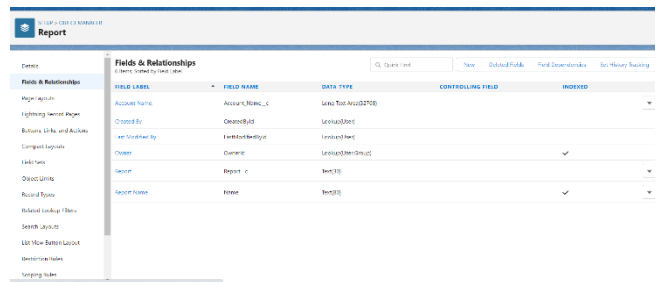 SETUP > OBJECT MANAGER
Report
Details
Fields & Relationships
Page Layouts
Lightning Record Pages
Buttons, Links, and Actions
Compact Layouts
Field Sets
Object Limits
Record Types
Related Lookup Filters
Search Layouts
List View Button Layout
Restriction Rules
Scoping Rules
Fields & Relationships
6 Items, Sorted by Field Label
Quick Find
New
Deleted Fields
Field Dependencies
Set History Tracking
FIELD LABEL FIELD NAME DATA TYPE CONTROLLING FIELD INDEXED
Account Name Account_Name__c Long Text Area(32768)
Created By CreatedById Lookup(User)
Last Modified By LastModifiedById Lookup(User)
Owner OwnerId Lookup(User,Group)
Report Report__c
Report Name Name Text(80)